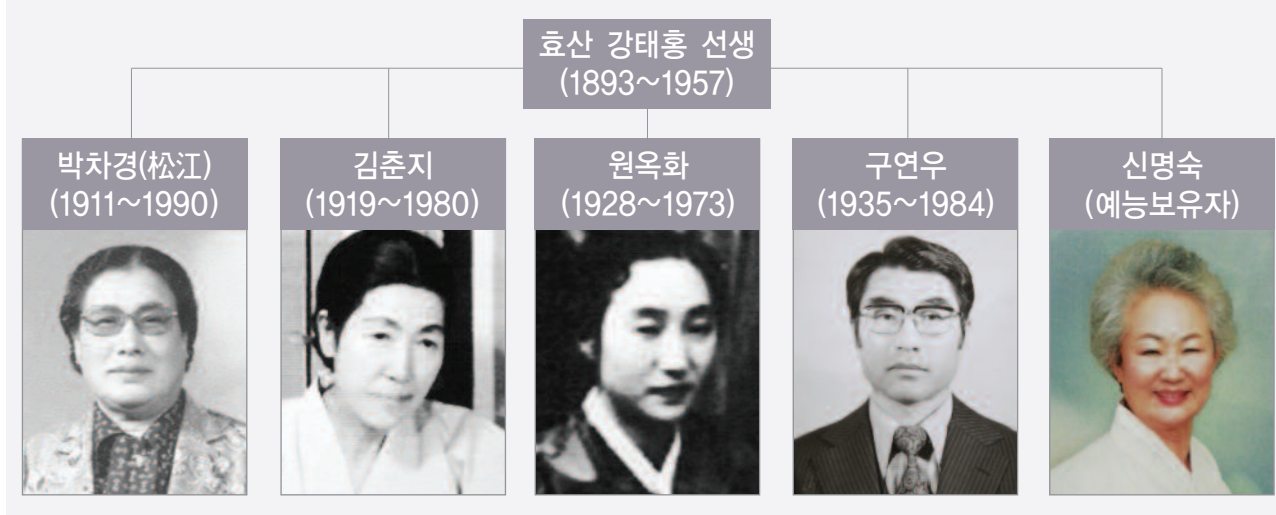 효산 강태홍 선생
(1893~1957)
박차경(松江)
(1911~1990)
김춘지
(1919~1980)
원옥화
(1928~1973)
구연우
(1935~1984)
신명숙
(예능보유자)